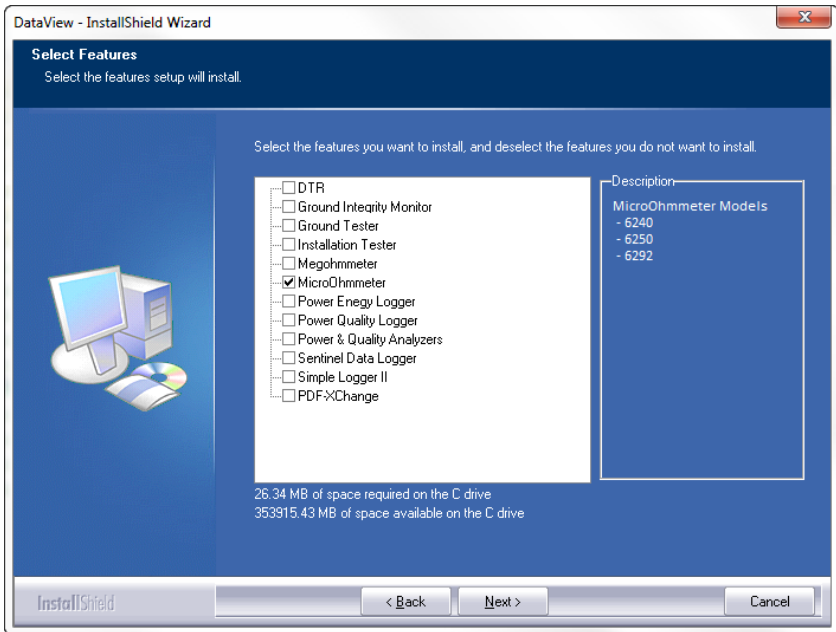 DataView - InstallShield Wizard
Select Features
Select the features setup will install.
Select the features you want to install, and deselect the features you do not want to install.
DTR
Ground Integrity Monitor
Ground Tester
Installation Tester
Megohmmeter
MicroOhmmeter
Power Enegy Logger
Power Quality Logger
Power & Quality Analyzers
Sentinel Data Logger
Simple Logger II
PDF-XChange
Description
MicroOhmmeter Models
- 6240
- 6250
- 6292
26.34 MB of space required on the C drive
353915.43 MB of space available on the C drive
InstallShield
< Back
Next >
Cancel